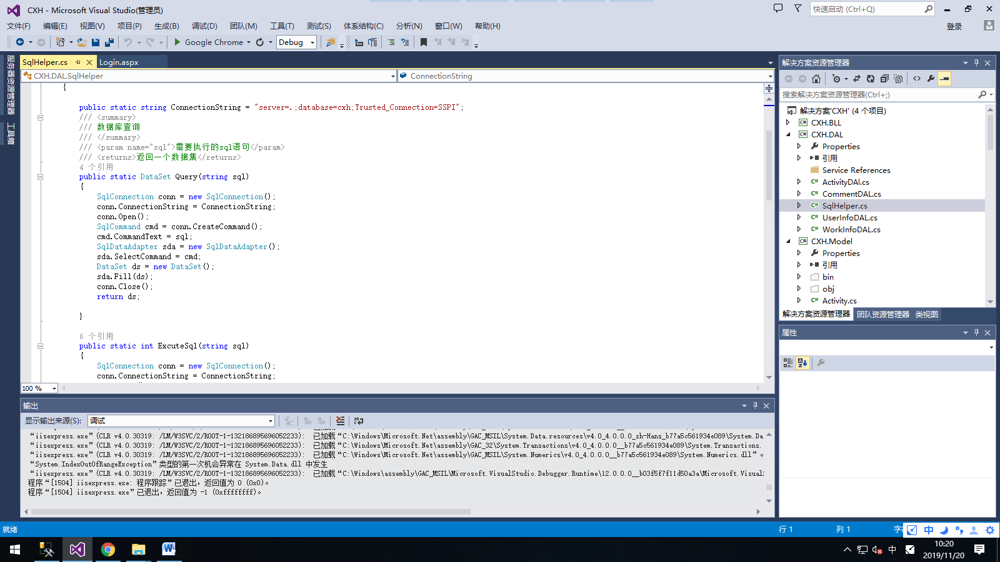 CXH - Microsoft Visual Studio(管理员)
快速启动 (Ctrl+Q)
文件(F) 编辑(E) 视图(V) 项目(P) 生成(B) 调试(D) 团队(M) 工具(T) 测试(S) 体系结构(C) 分析(N) 窗口(W) 帮助(H)
登录
Google Chrome Debug
服务器资源管理器
工具箱
SqlHelper.cs Login.aspx
CXH.DAL.SqlHelper ConnectionString
{
public static string ConnectionString = "server=.;database=cxh;Trusted_Connection=SSPI";
/// <summary>
/// 数据库查询
/// </summary>
/// <param name="sql">需要执行的sql语句</param>
/// <returns>返回一个数据集</returns>
4 个引用
public static DataSet Query(string sql)
{
SqlConnection conn = new SqlConnection();
conn.ConnectionString = ConnectionString;
conn.Open();
SqlCommand cmd = conn.CreateCommand();
cmd.CommandText = sql;
SqlDataAdapter sda = new SqlDataAdapter();
sda.SelectCommand = cmd;
DataSet ds = new DataSet();
sda.Fill(ds);
conn.Close();
return ds;
}
6 个引用
public static int ExcuteSql(string sql)
{
SqlConnection conn = new SqlConnection();
conn.ConnectionString = ConnectionString;
100 %
输出
显示输出来源(S): 调试
“iisexpress.exe”(CLR v4.0.30319: /LM/W3SVC/2/ROOT-1-132186895696052233): 已加载“C:\Windows\Microsoft.Net\assembly\GAC_MSIL\System.Data.resources\v4.0_4.0.0.0_zh-Hans_b77a5c561934e089\System.Da
“iisexpress.exe”(CLR v4.0.30319: /LM/W3SVC/2/ROOT-1-132186895696052233): 已加载“C:\Windows\Microsoft.Net\assembly\GAC_32\System.Transactions\v4.0_4.0.0.0__b77a5c561934e089\System.Transactions.
“iisexpress.exe”(CLR v4.0.30319: /LM/W3SVC/2/ROOT-1-132186895696052233): 已加载“C:\Windows\Microsoft.Net\assembly\GAC_MSIL\System.Numerics\v4.0_4.0.0.0__b77a5c561934e089\System.Numerics.dll”。
“System.IndexOutOfRangeException”类型的第一次机会异常在 System.Data.dll 中发生
“iisexpress.exe”(CLR v4.0.30319: /LM/W3SVC/2/ROOT-1-132186895696052233): 已加载“C:\Windows\assembly\GAC_MSIL\Microsoft.VisualStudio.Debugger.Runtime\12.0.0.0__b03f5f7f11d50a3a\Microsoft.Visual
程序“[1504] iisexpress.exe: 程序跟踪”已退出，返回值为 0 (0x0)。
程序“[1504] iisexpress.exe”已退出，返回值为 -1 (0xffffffff)。
解决方案资源管理器
搜索解决方案资源管理器(Ctrl+;)
解决方案'CXH' (4 个项目)
CXH.BLL
CXH.DAL
Properties
引用
Service References
ActivityDAl.cs
CommentDAL.cs
SqlHelper.cs
UserInfoDAL.cs
WorkInfoDAL.cs
CXH.Model
Properties
引用
bin
obj
Activity.cs
解决方案资源管理器 团队资源管理器 类视图
属性
就绪
行 1 列 1
中
中
10:20
2019/11/20